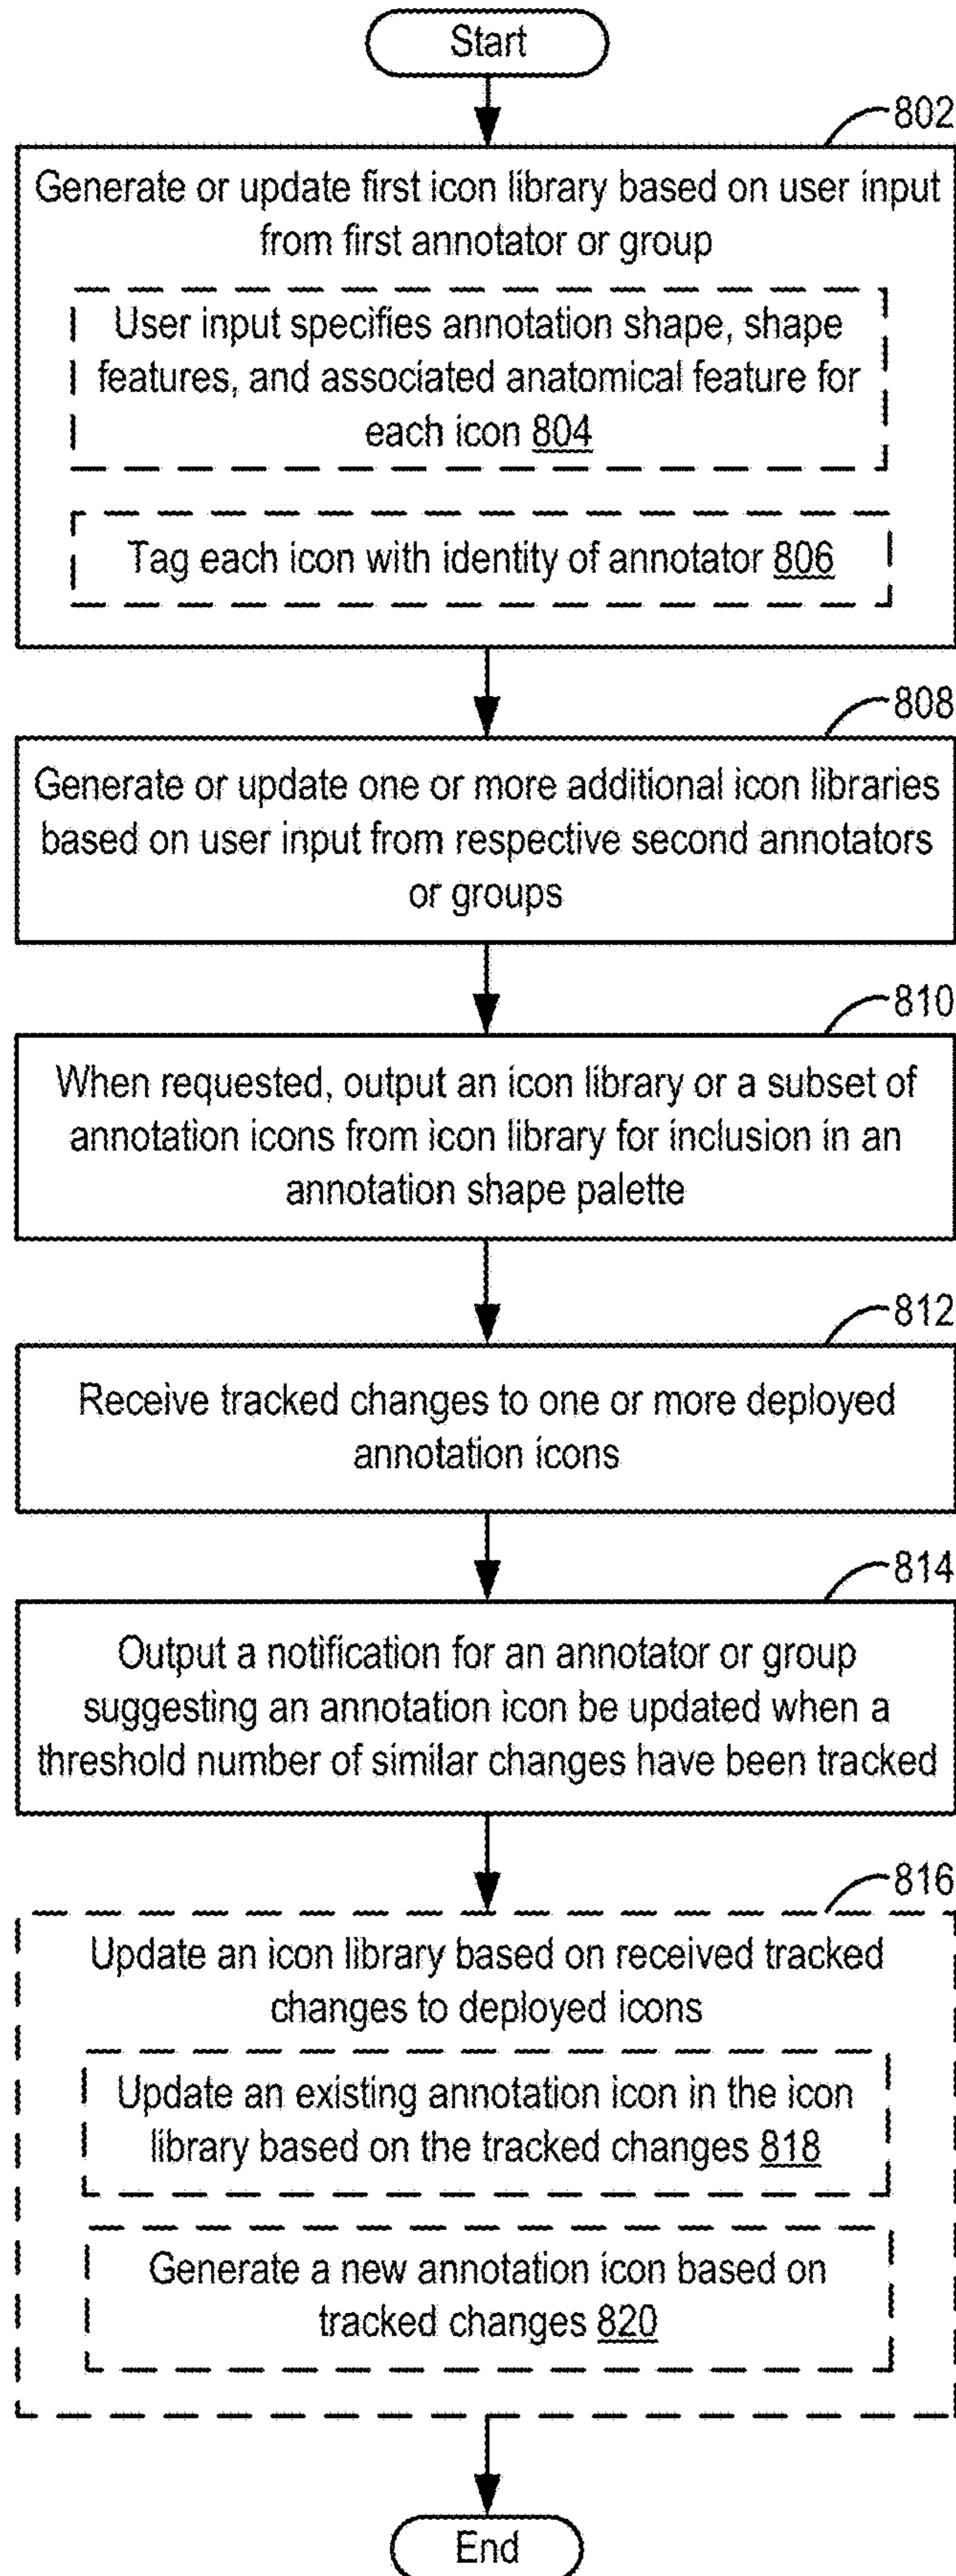 Start
802
Generate or update first icon library based on user input
from first annotator or group
User input specifies annotation shape, shape
features, and associated anatomical feature for
each icon 804
Tag each icon with identity of annotator 806
808
Generate or update one or more additional icon libraries
based on user input from respective second annotators
or groups
810
When requested, output an icon library or a subset of
annotation icons from icon library for inclusion in an
annotation shape palette
812
Receive tracked changes to one or more deployed
annotation icons
814
Output a notification for an annotator or group
suggesting an annotation icon be updated when a
threshold number of similar changes have been tracked
816
Update an icon library based on received tracked
changes to deployed icons
Update an existing annotation icon in the icon
library based on the tracked changes 818
Generate a new annotation icon based on
tracked changes 820
End